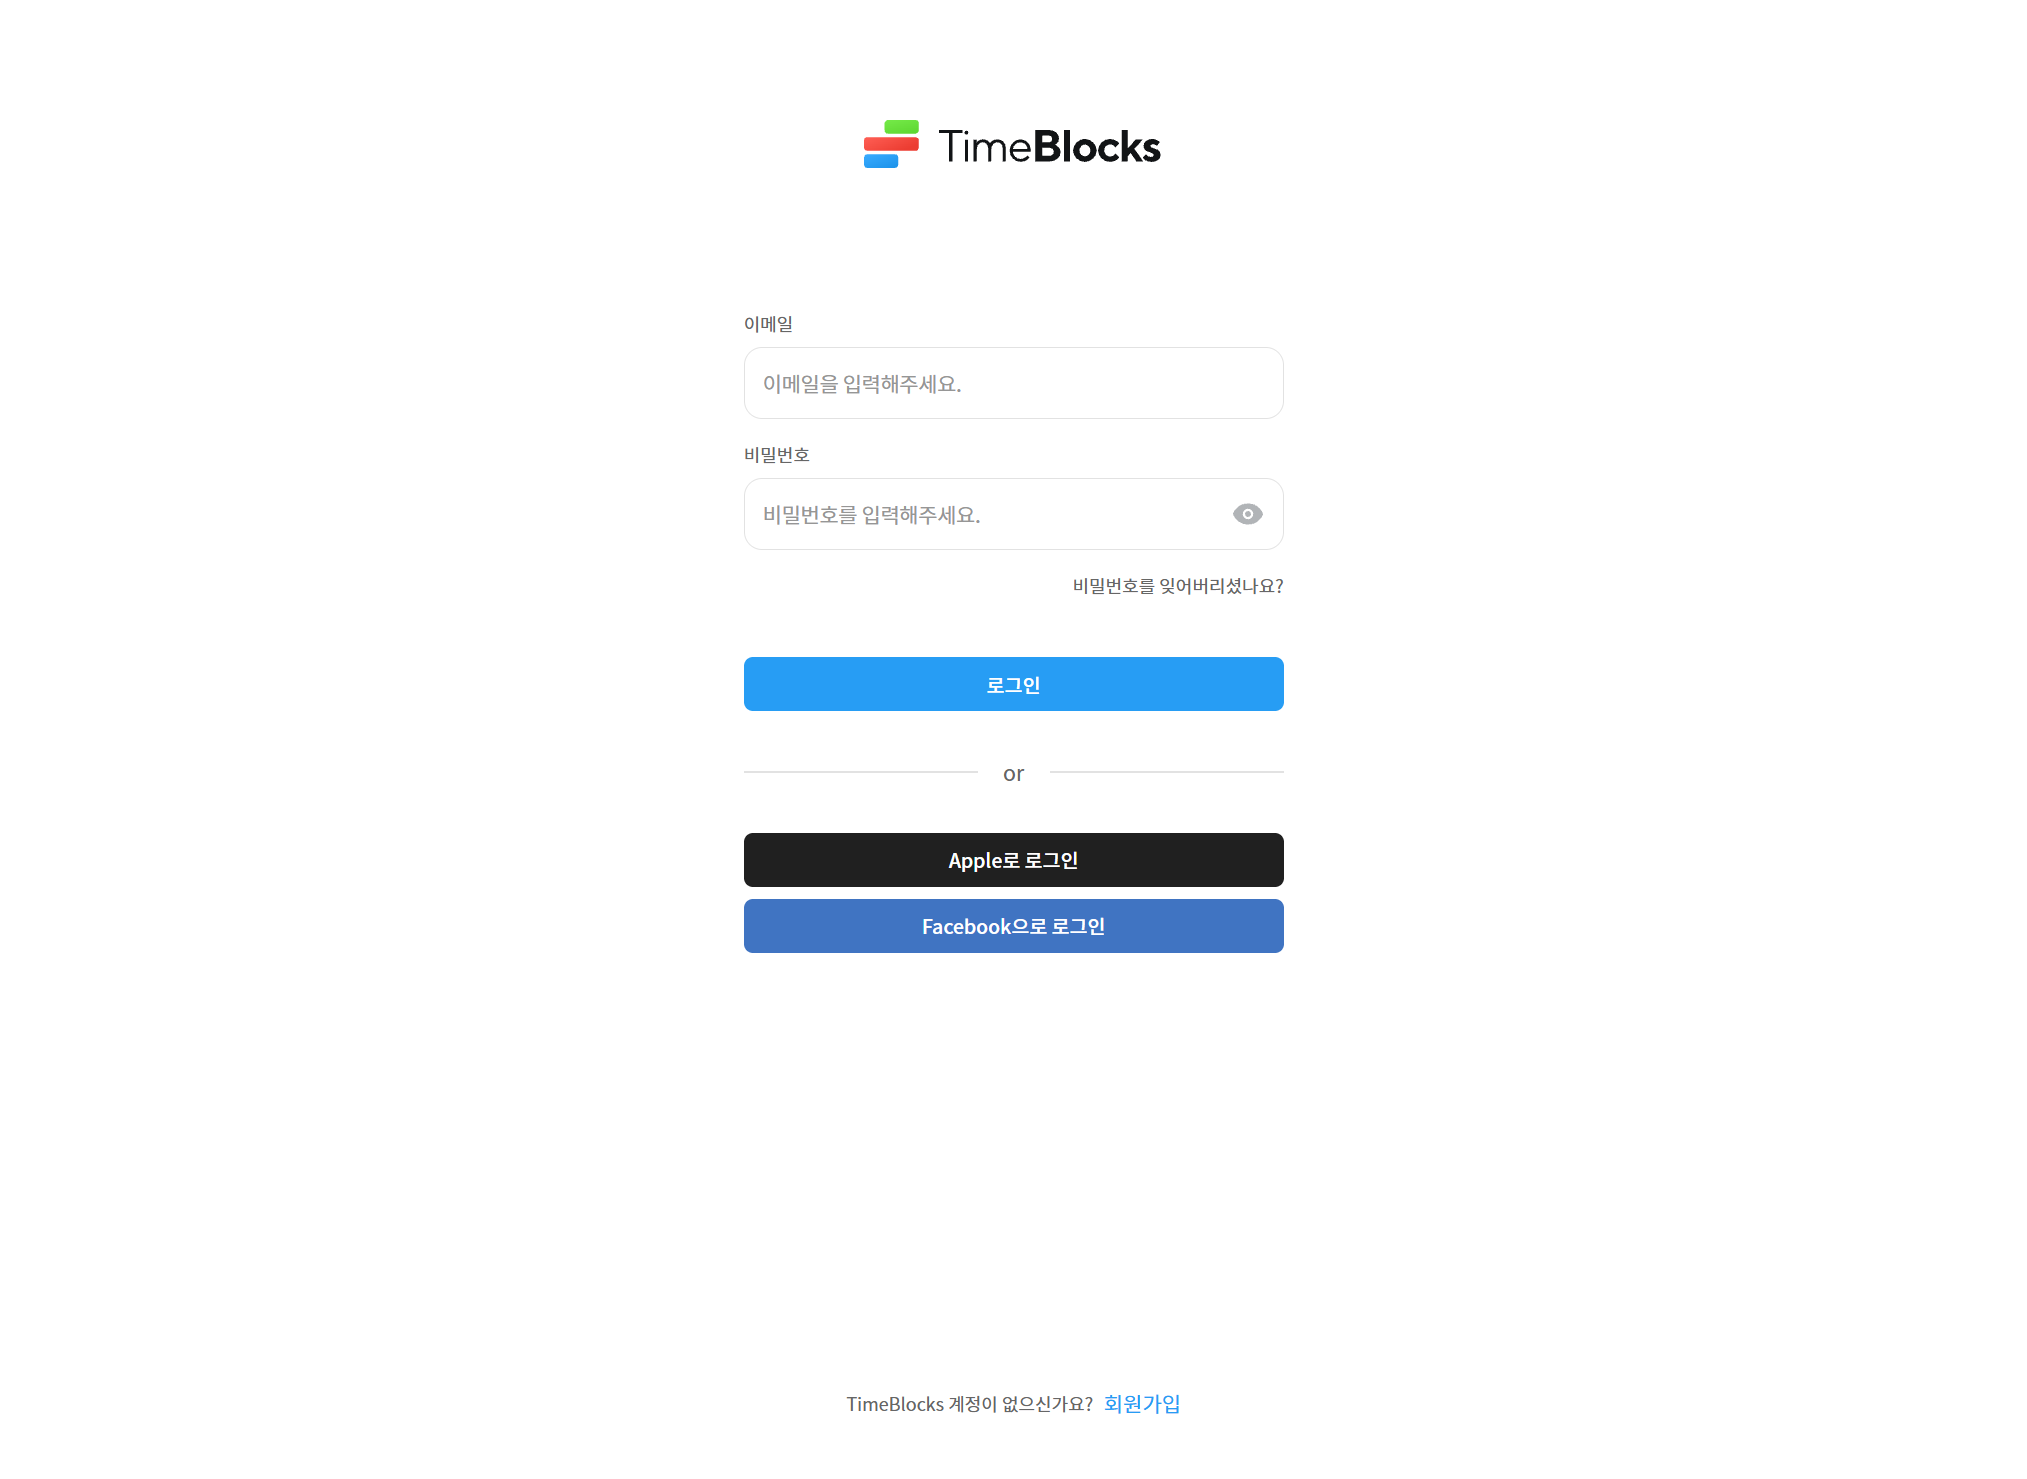 TimeBlocks
이메일
이메일을 입력해주세요.
비밀번호
비밀번호를 입력해주세요.
비밀번호를 잊어버리셨나요?
로그인
or
Apple로 로그인
Facebook으로 로그인
TimeBlocks 계정이 없으신가요? 회원가입